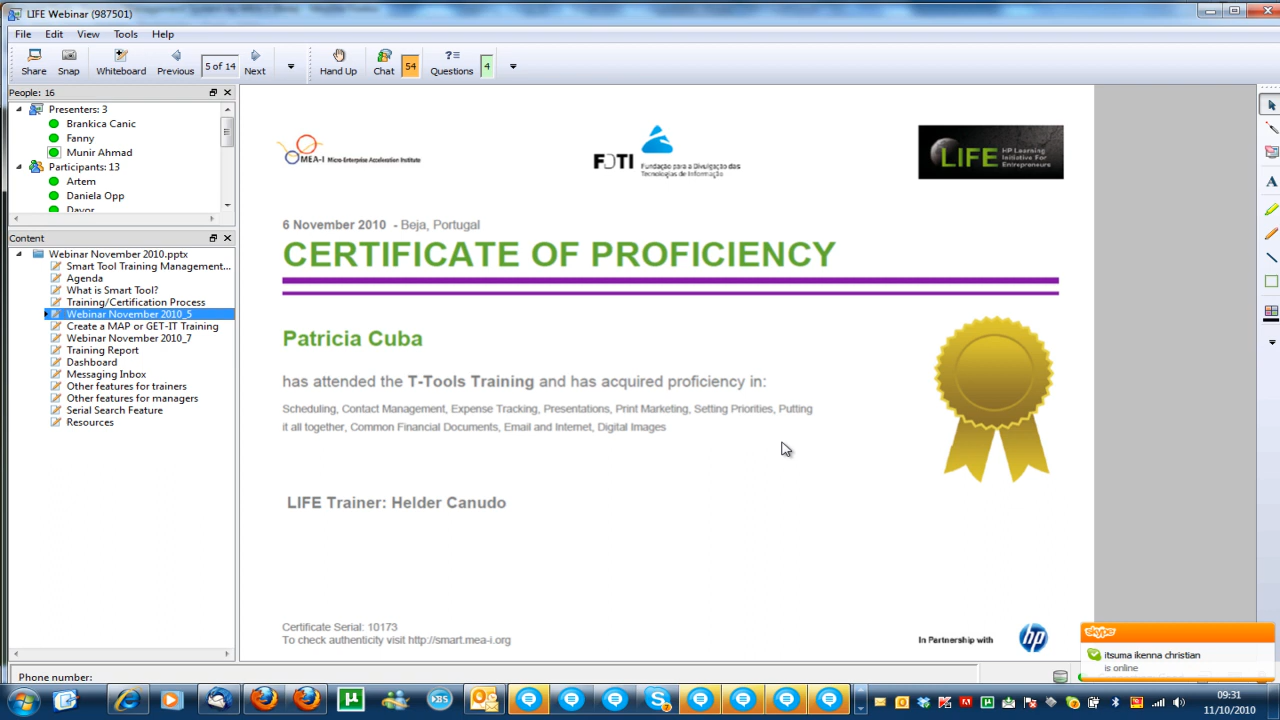 LIFE Webinar (987501)
File Edit View Tools Help
Share Snap Whiteboard Previous 5 of 14 Next Hand Up Chat 54 Questions 4
People: 16
Presenters: 3
Brankica Canic
Fanny
Munir Ahmad
Participants: 13
Artem
Daniela Opp
Davor
Content
Webinar November 2010.pptx
Smart Tool Training Management...
Agenda
What is Smart Tool?
Training/Certification Process
Webinar November 2010_5
Create a MAP or GET-IT Training
Webinar November 2010_7
Training Report
Dashboard
Messaging Inbox
Other features for trainers
Other features for managers
Serial Search Feature
Resources
MEA-I Micro-Enterprise Acceleration Institute
FDTI Fundação para a Divulgação das
Tecnologias de Informação
LIFE HP Learning
Initiative For
Entrepreneurs
6 November 2010 - Beja, Portugal
CERTIFICATE OF PROFICIENCY
Patricia Cuba
has attended the T-Tools Training and has acquired proficiency in:
Scheduling, Contact Management, Expense Tracking, Presentations, Print Marketing, Setting Priorities, Putting
it all together, Common Financial Documents, Email and Internet, Digital Images
LIFE Trainer: Helder Canudo
Certificate Serial: 10173
To check authenticity visit http://smart.mea-i.org
In Partnership with hp
skype
itsuma ikenna christian
is online
Phone number:
09:31
11/10/2010